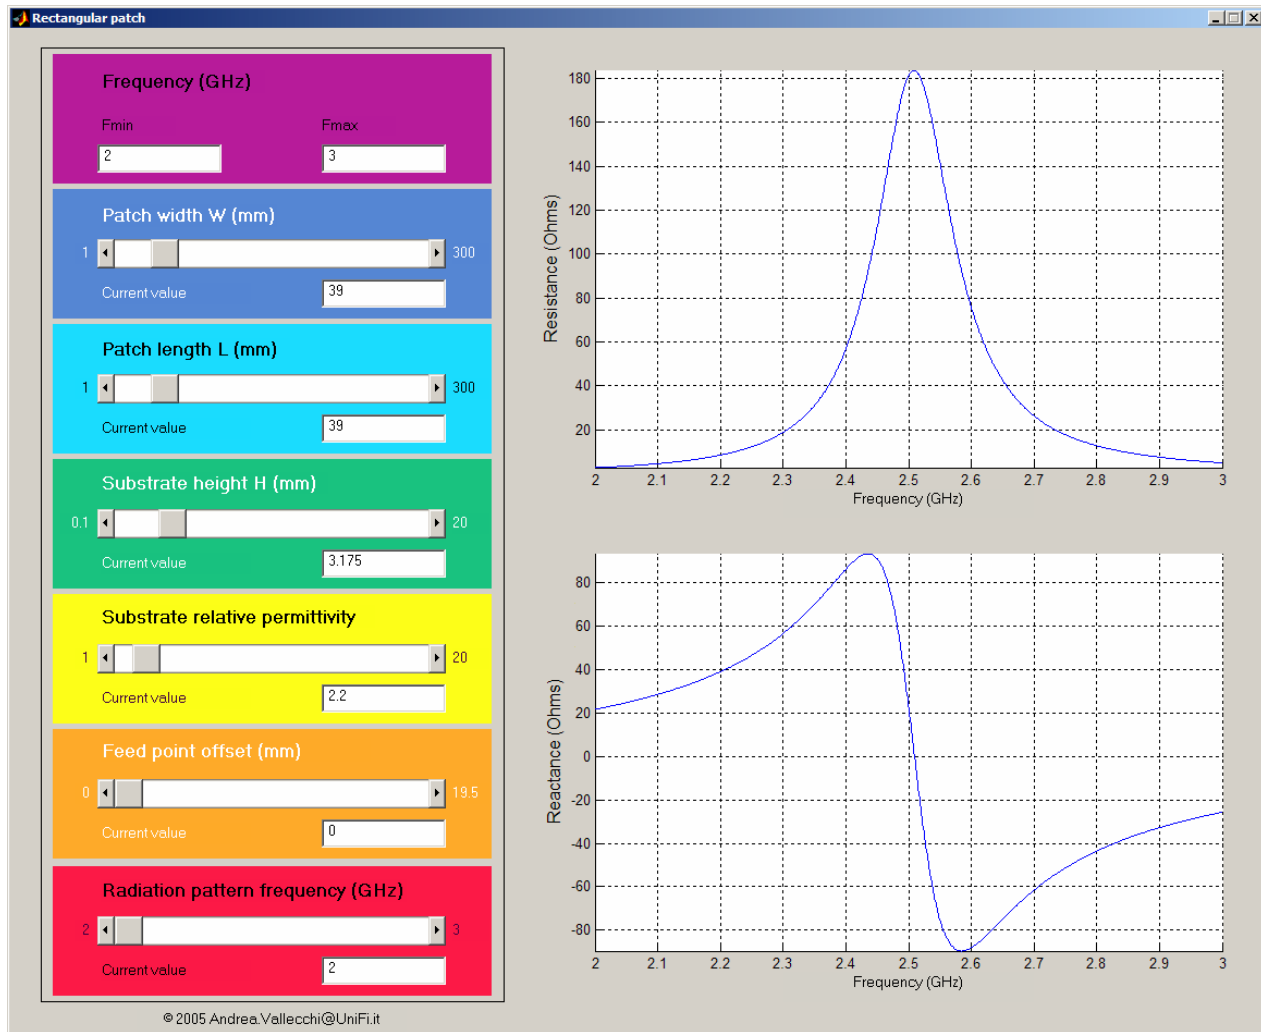 Rectangular patch
Frequency (GHz)
Fmin Fmax
2 3
Patch width W (mm)
1 300
Current value 39
Patch length L (mm)
1 300
Current value 39
Substrate height H (mm)
0.1 20
Current value 3.175
Substrate relative permittivity
1 20
Current value 2.2
Feed point offset (mm)
0 19.5
Current value 0
Radiation pattern frequency (GHz)
2 3
Current value 2
© 2005 Andrea.Vallecchi@UniFi.it
Resistance (Ohms)
180
160
140
120
100
80
60
40
20
2 2.1 2.2 2.3 2.4 2.5 2.6 2.7 2.8 2.9 3
Frequency (GHz)
Reactance (Ohms)
80
60
40
20
0
-20
-40
-60
-80
2 2.1 2.2 2.3 2.4 2.5 2.6 2.7 2.8 2.9 3
Frequency (GHz)